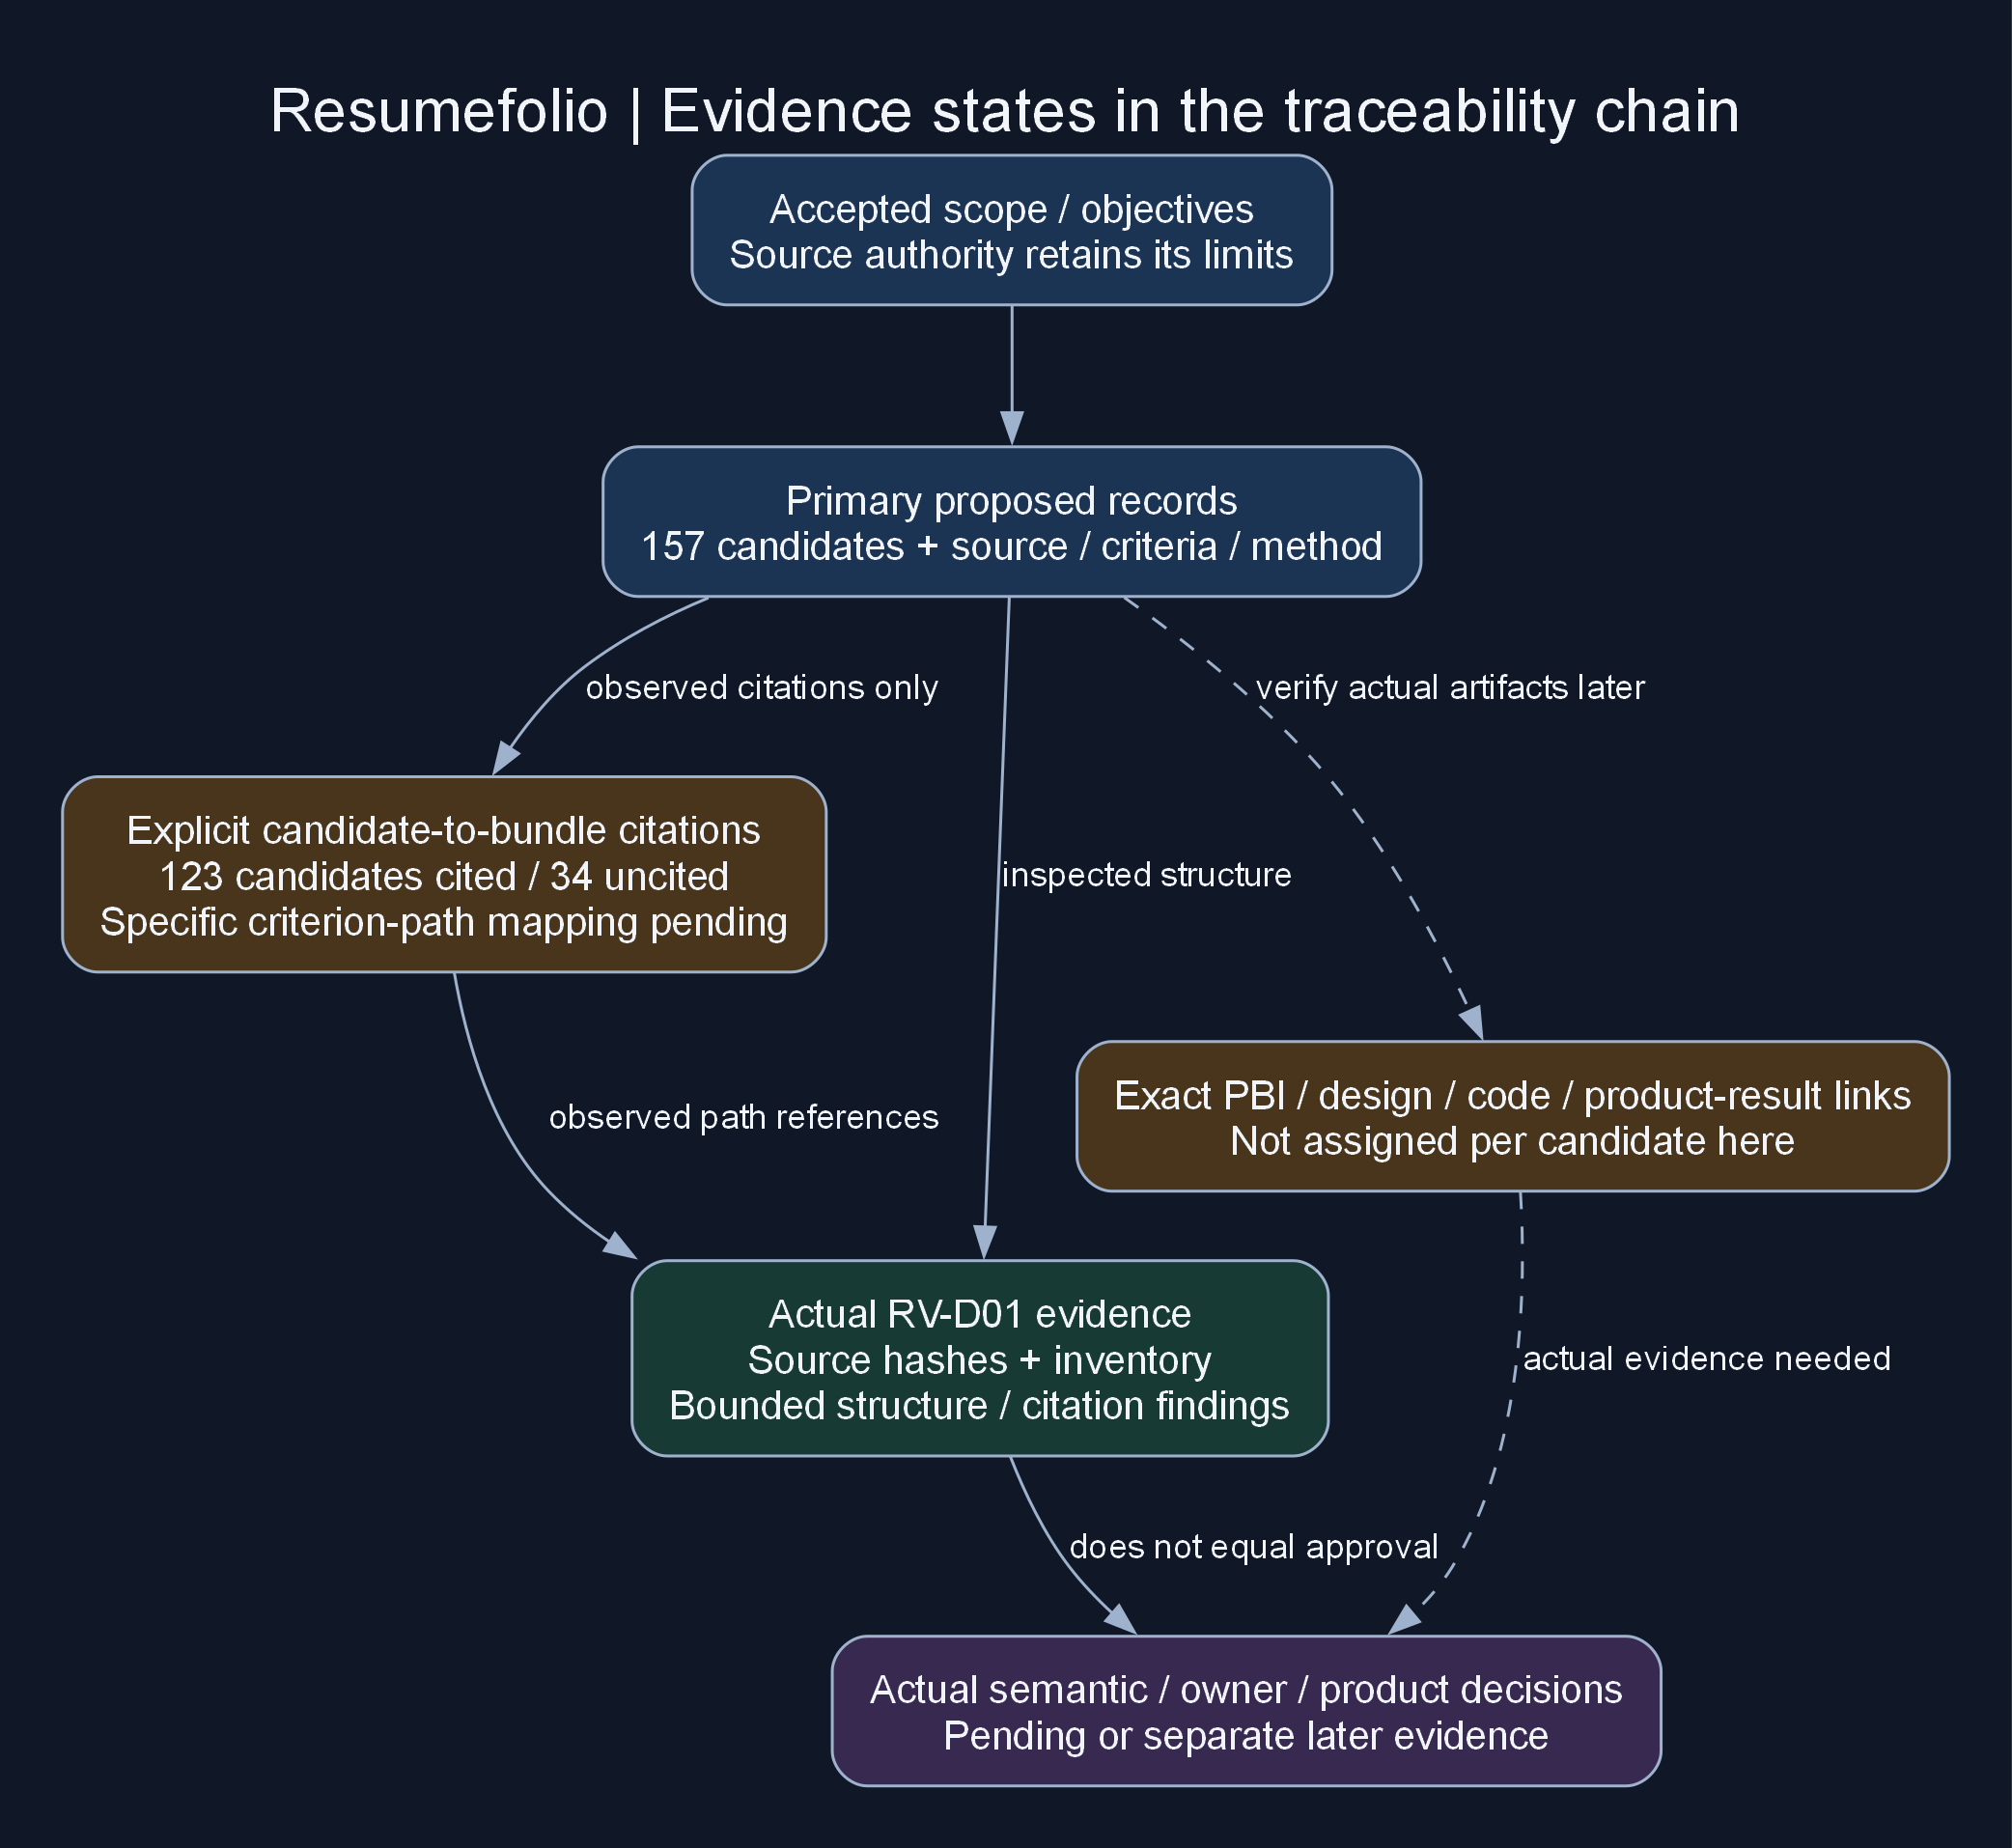 Resumefolio | Evidence states in the traceability chain
Accepted scope / objectives
Source authority retains its limits
Primary proposed records
157 candidates + source / criteria / method
observed citations only
verify actual artifacts later
Explicit candidate-to-bundle citations
123 candidates cited / 34 uncited
Specific criterion-path mapping pending
inspected structure
Exact PBI / design / code / product-result links
Not assigned per candidate here
observed path references
Actual RV-D01 evidence
Source hashes + inventory
Bounded structure / citation findings
actual evidence needed
does not equal approval
Actual semantic / owner / product decisions
Pending or separate later evidence